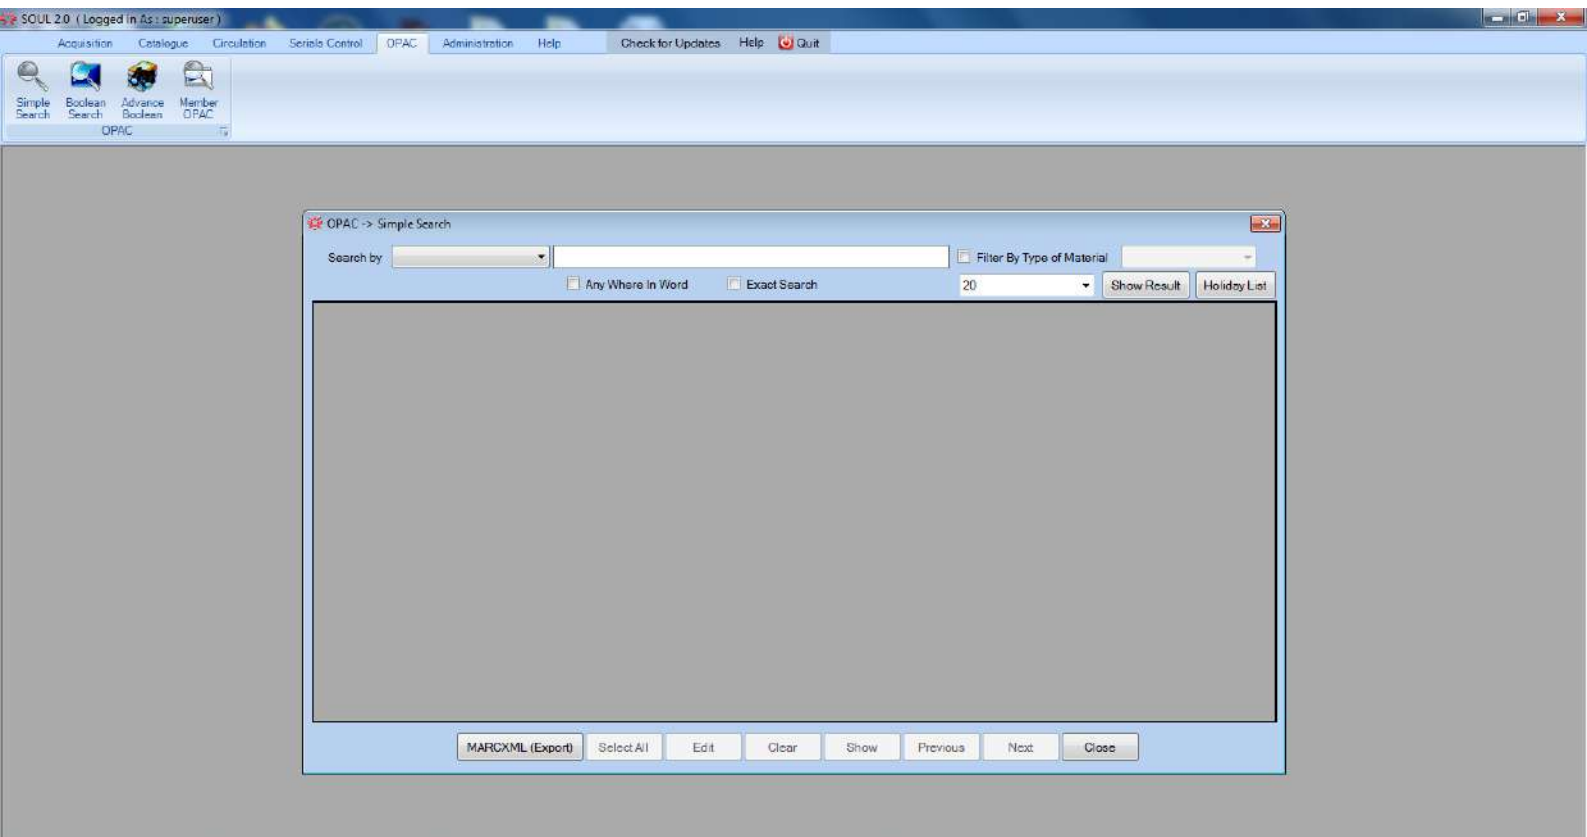 SOUL 2.0 ( Logged in As : superuser )
Acquisition Catalogue Circulation Serials Control OPAC Administration Help Check for Updates Help Quit
Simple Search
Boolean Search
Advance Boolean
Member OPAC
OPAC
OPAC -> Simple Search
Search by
Filter By Type of Material
Any Where In Word Exact Search 20 Show Result Holiday List
MARCXML (Export) Select All Edit Clear Show Previous Next Close